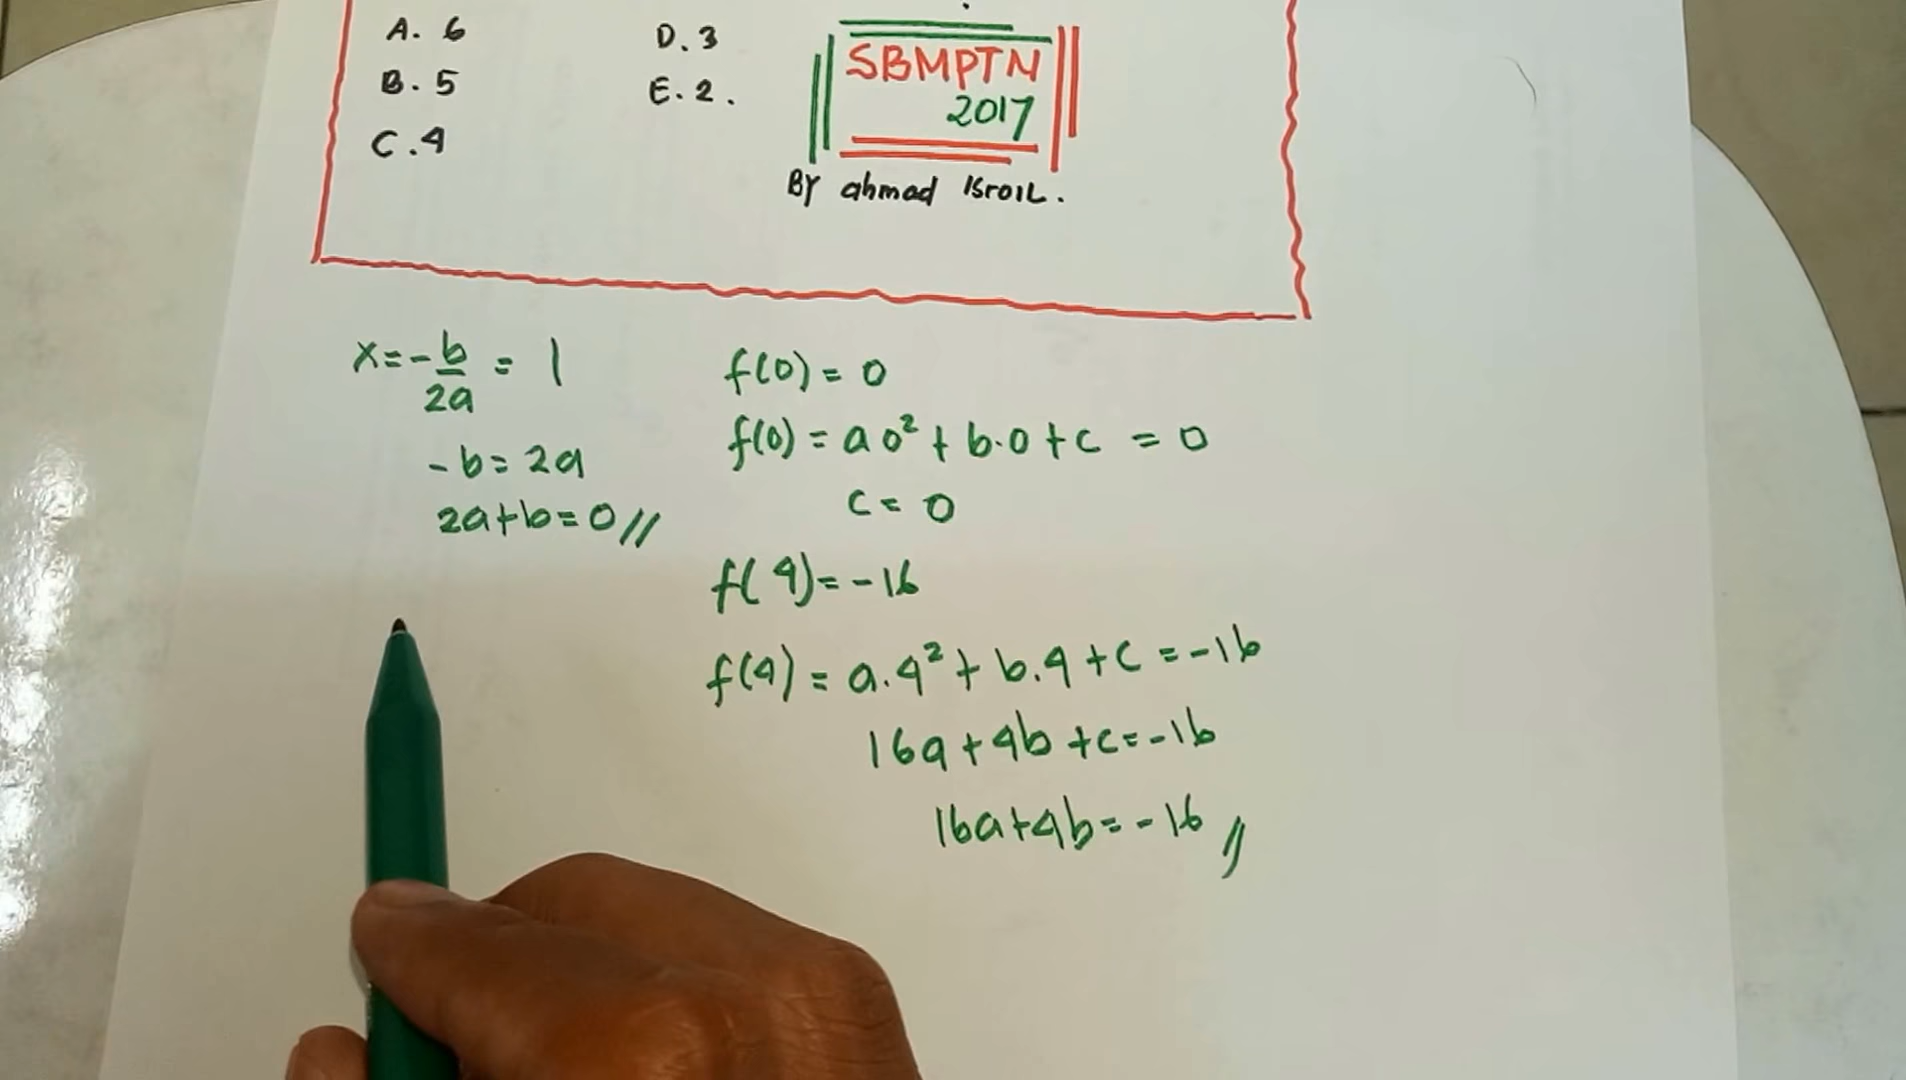 A. 6
D. 3
B. 5
E. 2.
C. 4
SBMPTN
2017
By ahmad Isroil.
x = -b/2a = 1
-b = 2a
2a+b=0//
f(0) = 0
f(0) = a0² + b.0 + c = 0
c = 0
f(4) = -16
f(4) = a.4² + b.4 + c = -16
16a + 4b + c = -16
16a+4b = -16 //